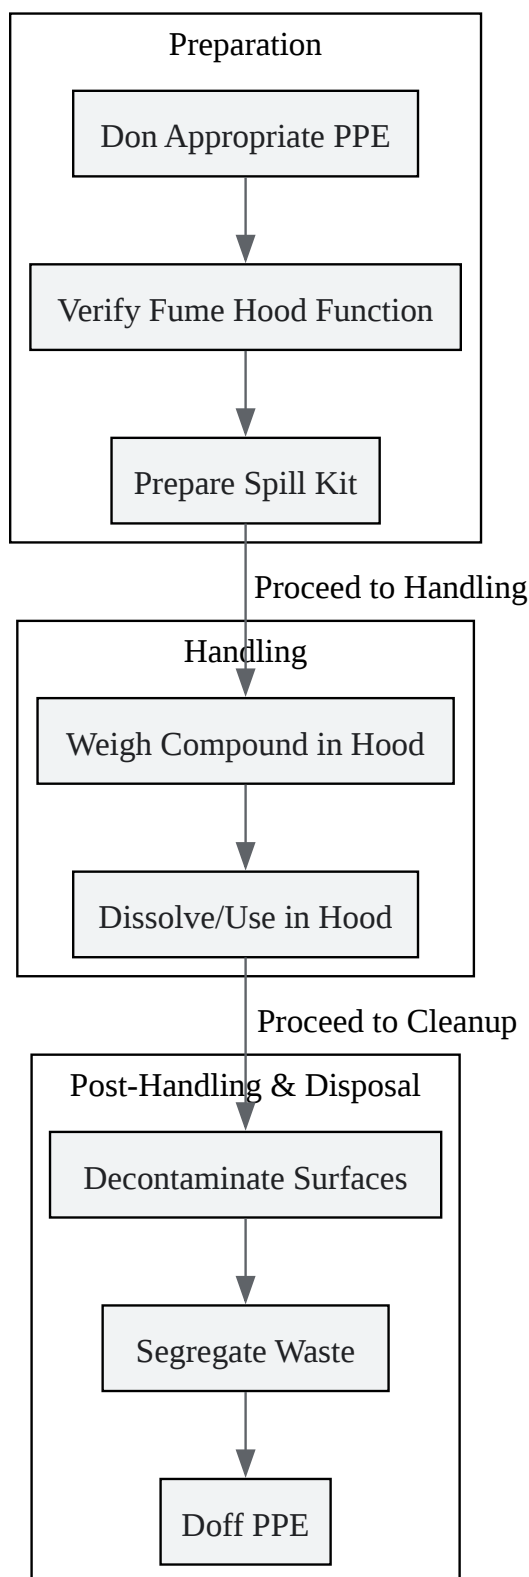 Preparation
Don Appropriate PPE
Verify Fume Hood Function
Prepare Spill Kit
Proceed to Handling
Handling
Weigh Compound in Hood
Dissolve/Use in Hood
Proceed to Cleanup
Post-Handling & Disposal
Decontaminate Surfaces
Segregate Waste
Doff PPE